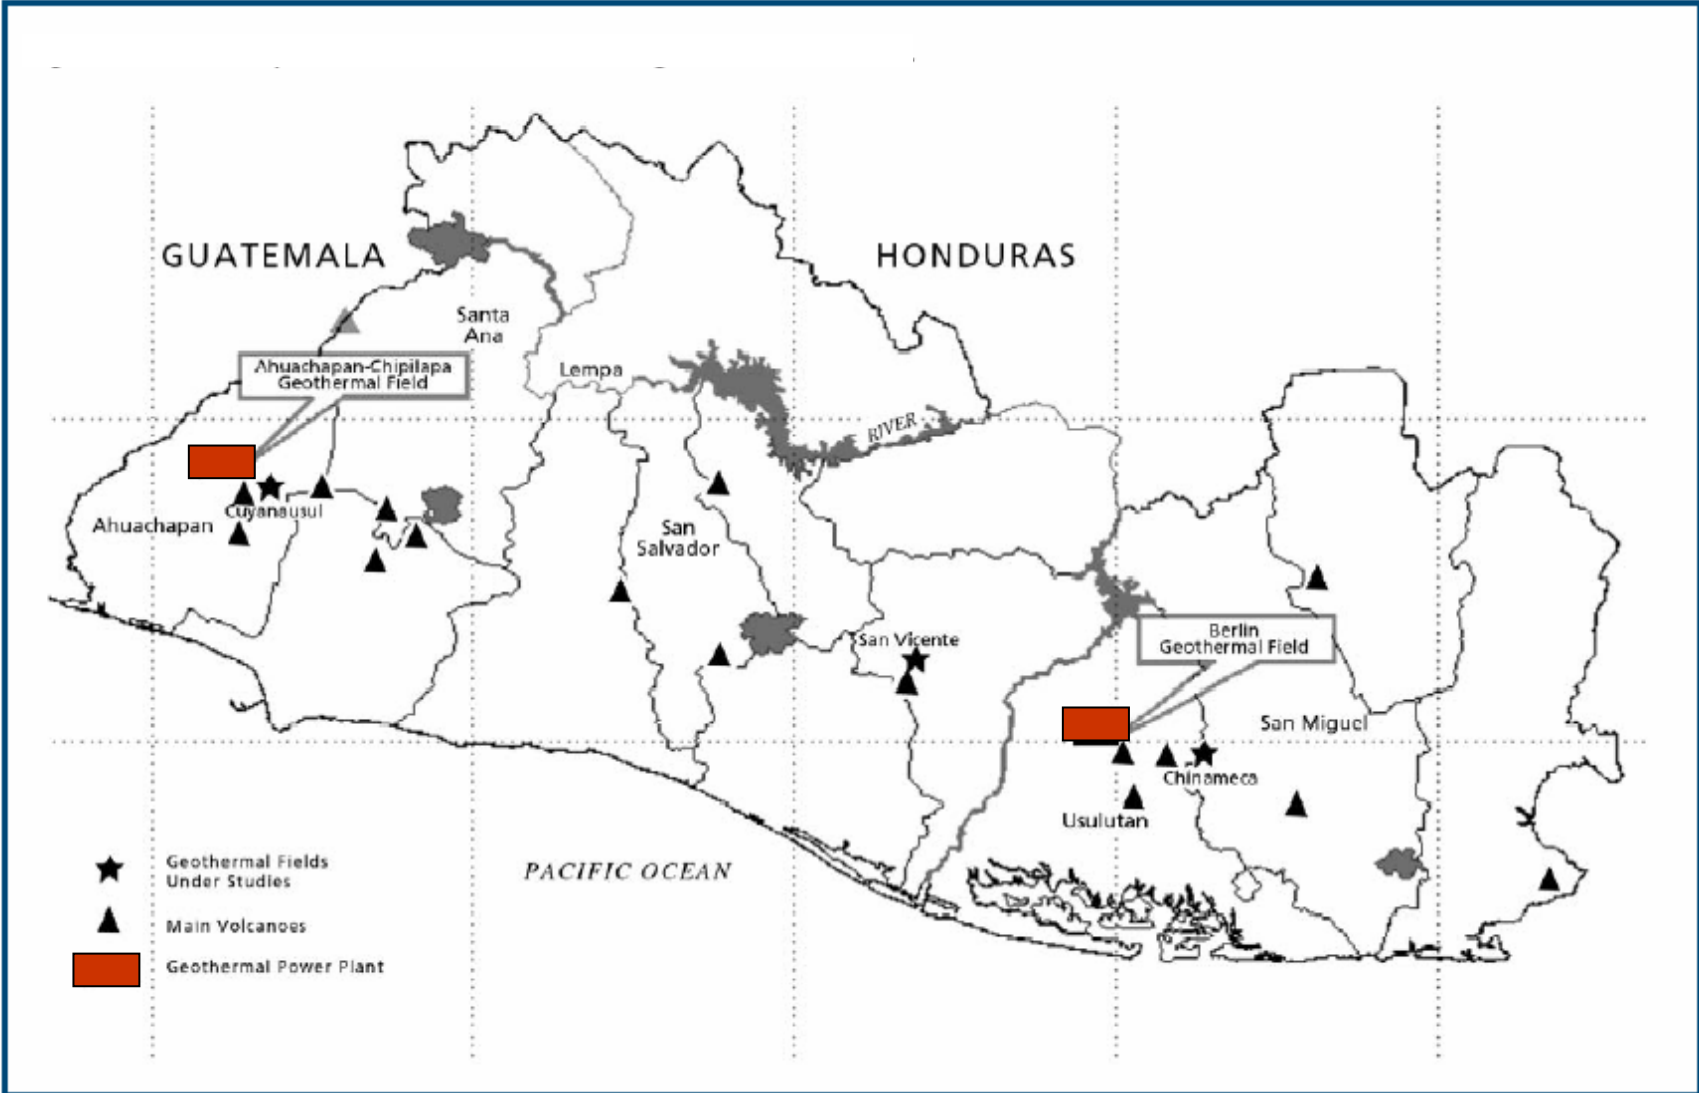 GUATEMALA
HONDURAS
Santa
Ana
Ahuachapan-Chipilapa
Geothermal Field
Lempa
RIVER
Cuyanausul
Ahuachapan
San
Salvador
San Vicente
Berlin
Geothermal Field
San Miguel
Chinameca
Usulutan
PACIFIC OCEAN
Geothermal Fields
Under Studies
Main Volcanoes
Geothermal Power Plant